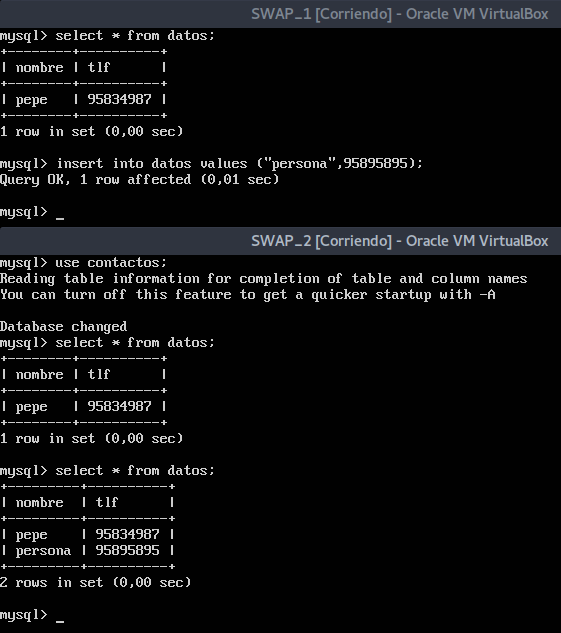 SWAP_1 [Corriendo] - Oracle VM VirtualBox
mysql> select * from datos;
+--------+----------+
| nombre | tlf      |
+--------+----------+
| pepe   | 95834987 |
+--------+----------+
1 row in set (0,00 sec)
mysql> insert into datos values ("persona",95895895);
Query OK, 1 row affected (0,01 sec)
mysql> _
SWAP_2 [Corriendo] - Oracle VM VirtualBox
mysql> use contactos;
Reading table information for completion of table and column names
You can turn off this feature to get a quicker startup with -A
Database changed
mysql> select * from datos;
+--------+----------+
| nombre | tlf      |
+--------+----------+
| pepe   | 95834987 |
+--------+----------+
1 row in set (0,00 sec)
mysql> select * from datos;
+---------+----------+
| nombre  | tlf      |
+---------+----------+
| pepe    | 95834987 |
| persona | 95895895 |
+---------+----------+
2 rows in set (0,00 sec)
mysql> _